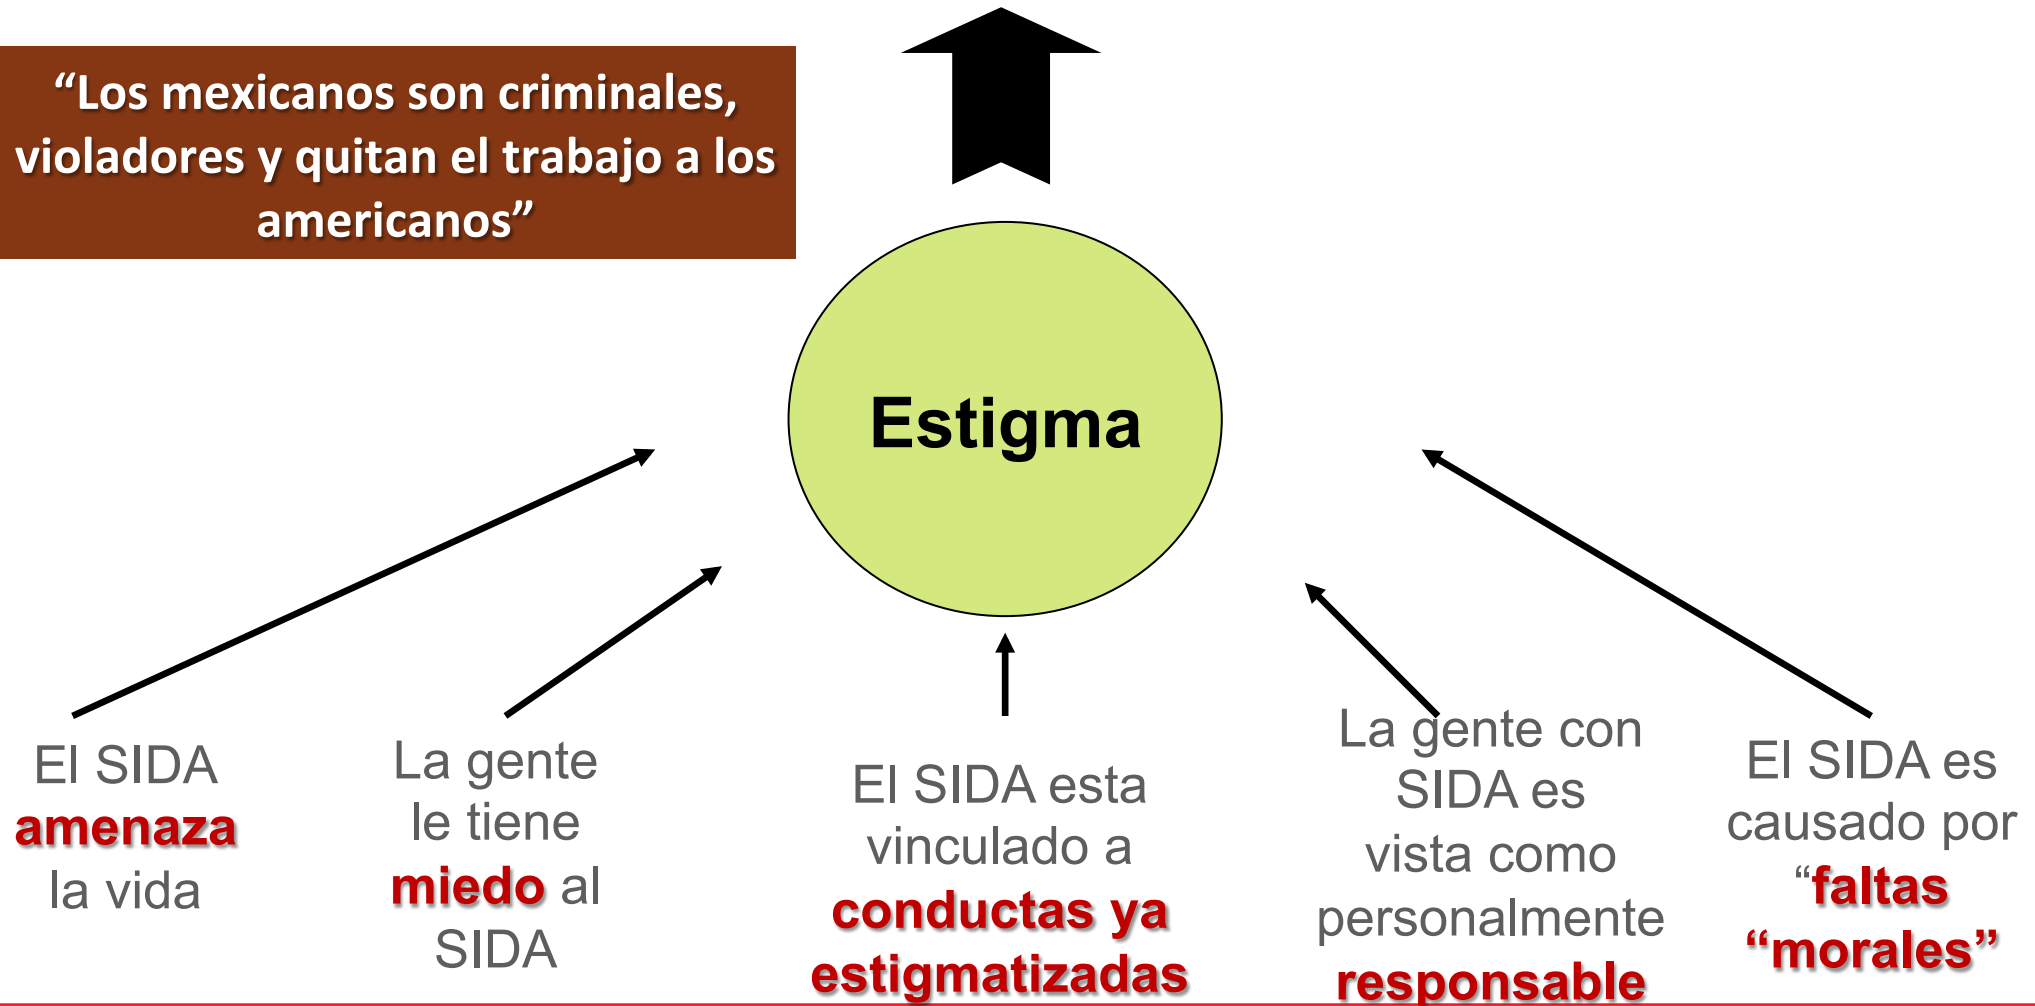 “Los mexicanos son criminales,
violadores y quitan el trabajo a los
americanos”
Estigma
El SIDA
amenaza
la vida
La gente
le tiene
miedo al
SIDA
El SIDA esta
vinculado a
conductas ya
estigmatizadas
La gente con
SIDA es
vista como
personalmente
responsable
El SIDA es
causado por
“faltas
“morales”